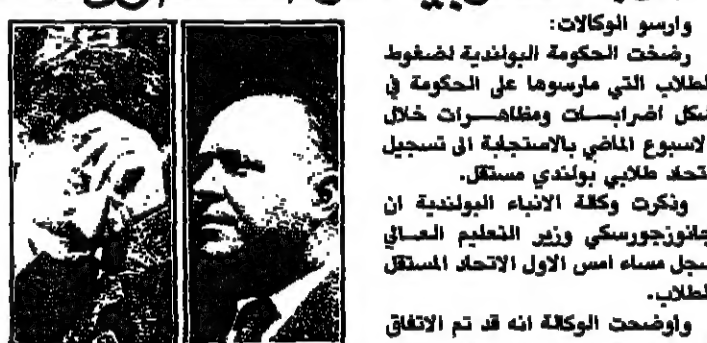 وارسو الوكالات:
رضخت الحكومة البولندية لضغوط
الطلاب التي مارسوها على الحكومة في
شكل اضرابات ومظاهرات خلال
الاسبوع الماضي بالاستجابة الى تسجيل
اتحاد طلابي بولندي مستقل.
وذكرت وكالة الانباء البولندية ان
جانوزجورسكي وزير التعليم العالي
سجل مساء امس الاول الاتحاد المستقل
للطلاب.
واوضحت الوكالة انه قد تم الاتفاق